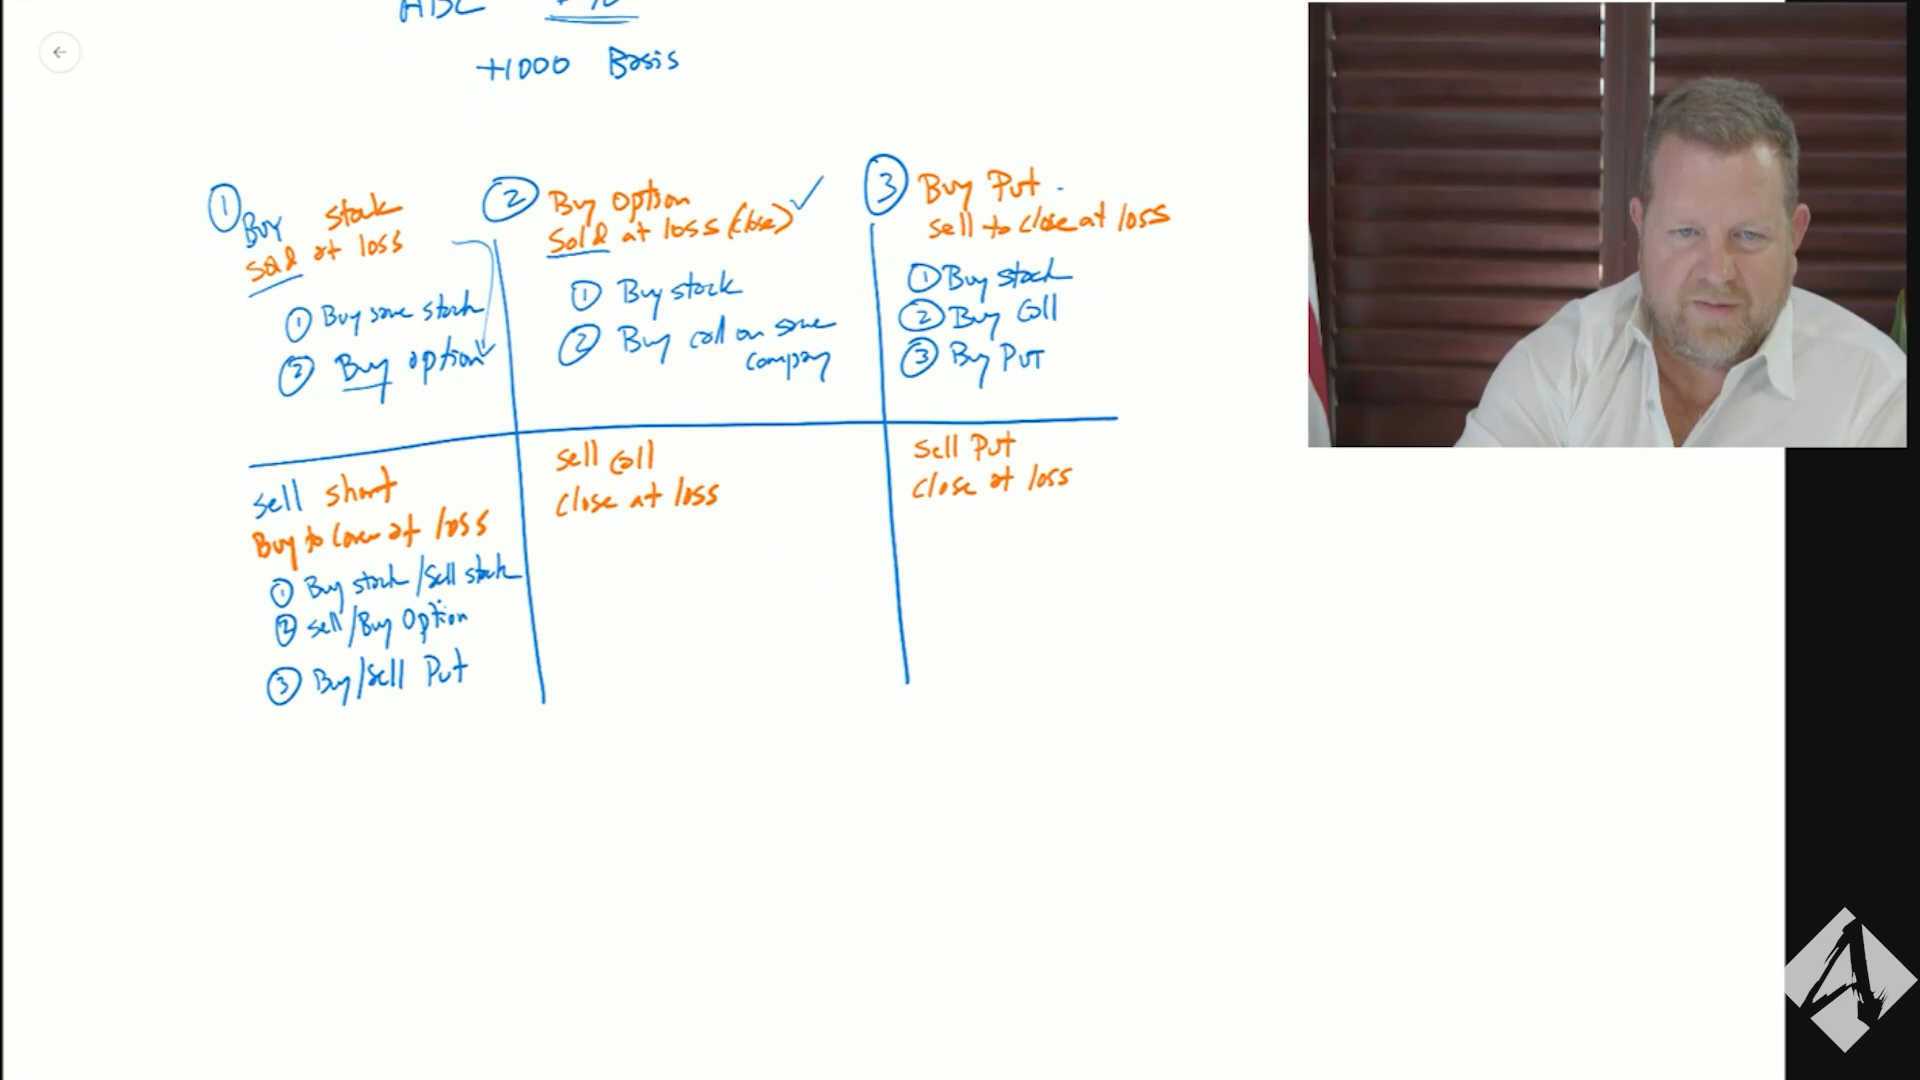 ABC
+1000 Basis
① Buy stock
Sold at loss
① Buy same stock
② Buy option
② Buy Option
Sold at loss (close) ✓
① Buy stock
② Buy call on same
company
③ Buy Put
sell to close at loss
① Buy stock
② Buy Call
③ Buy Put
sell short
Buy to Cover at loss
① Buy stock/Sell stock
② sell/Buy Option
③ Buy/Sell Put
sell Call
close at loss
Sell Put
close at loss